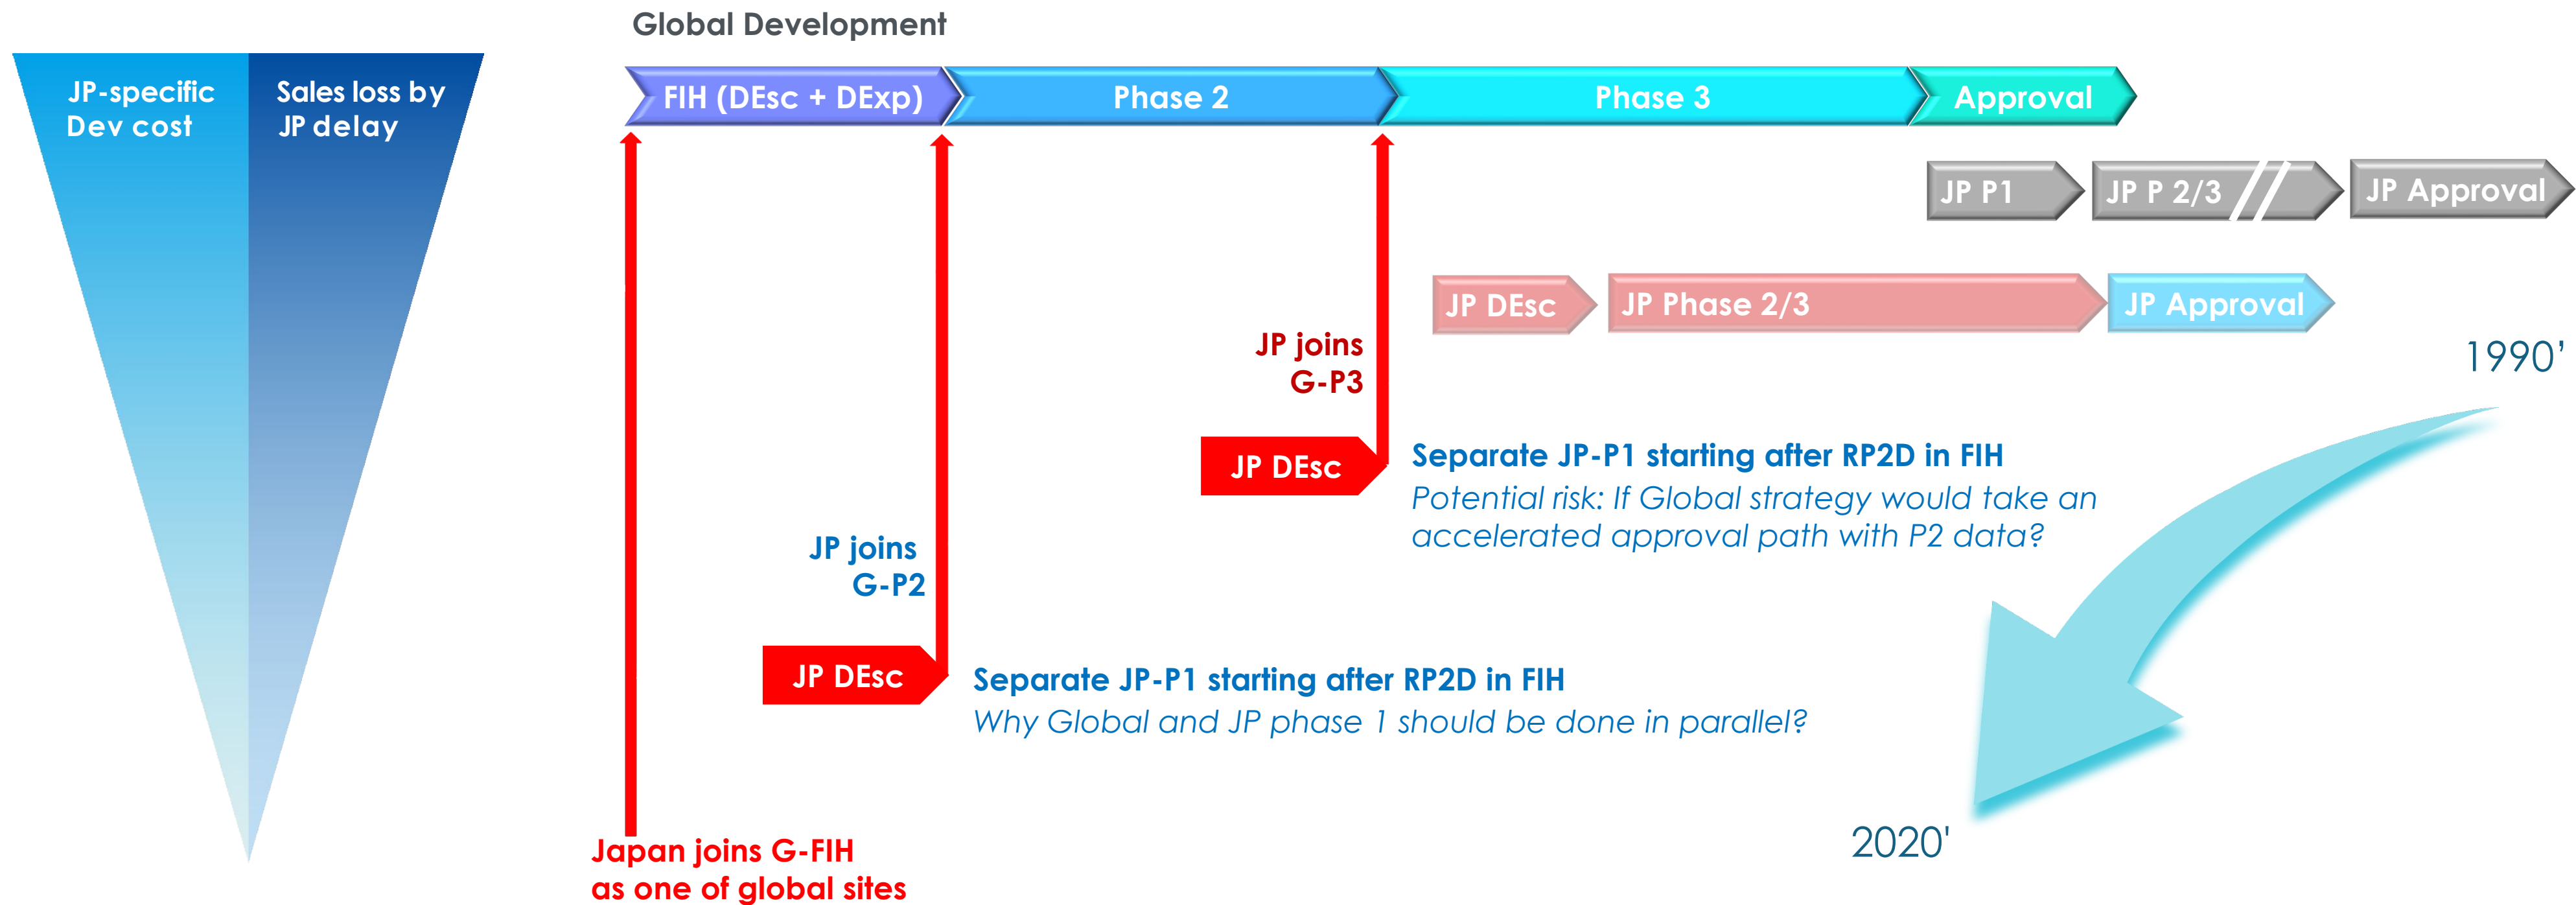 Global Development
JP-specific
Dev cost
Sales loss by
JP delay
FIH (DEsc + DExp)
Phase 2
Phase 3
Approval
JP P1
JP P 2/3
JP Approval
JP DEsc
JP Phase 2/3
JP Approval
1990’
JP joins
G-P3
JP DEsc
Separate JP-P1 starting after RP2D in FIH
Potential risk: If Global strategy would take an
accelerated approval path with P2 data?
JP joins
G-P2
JP DEsc
Separate JP-P1 starting after RP2D in FIH
Why Global and JP phase 1 should be done in parallel?
2020'
Japan joins G-FIH
as one of global sites